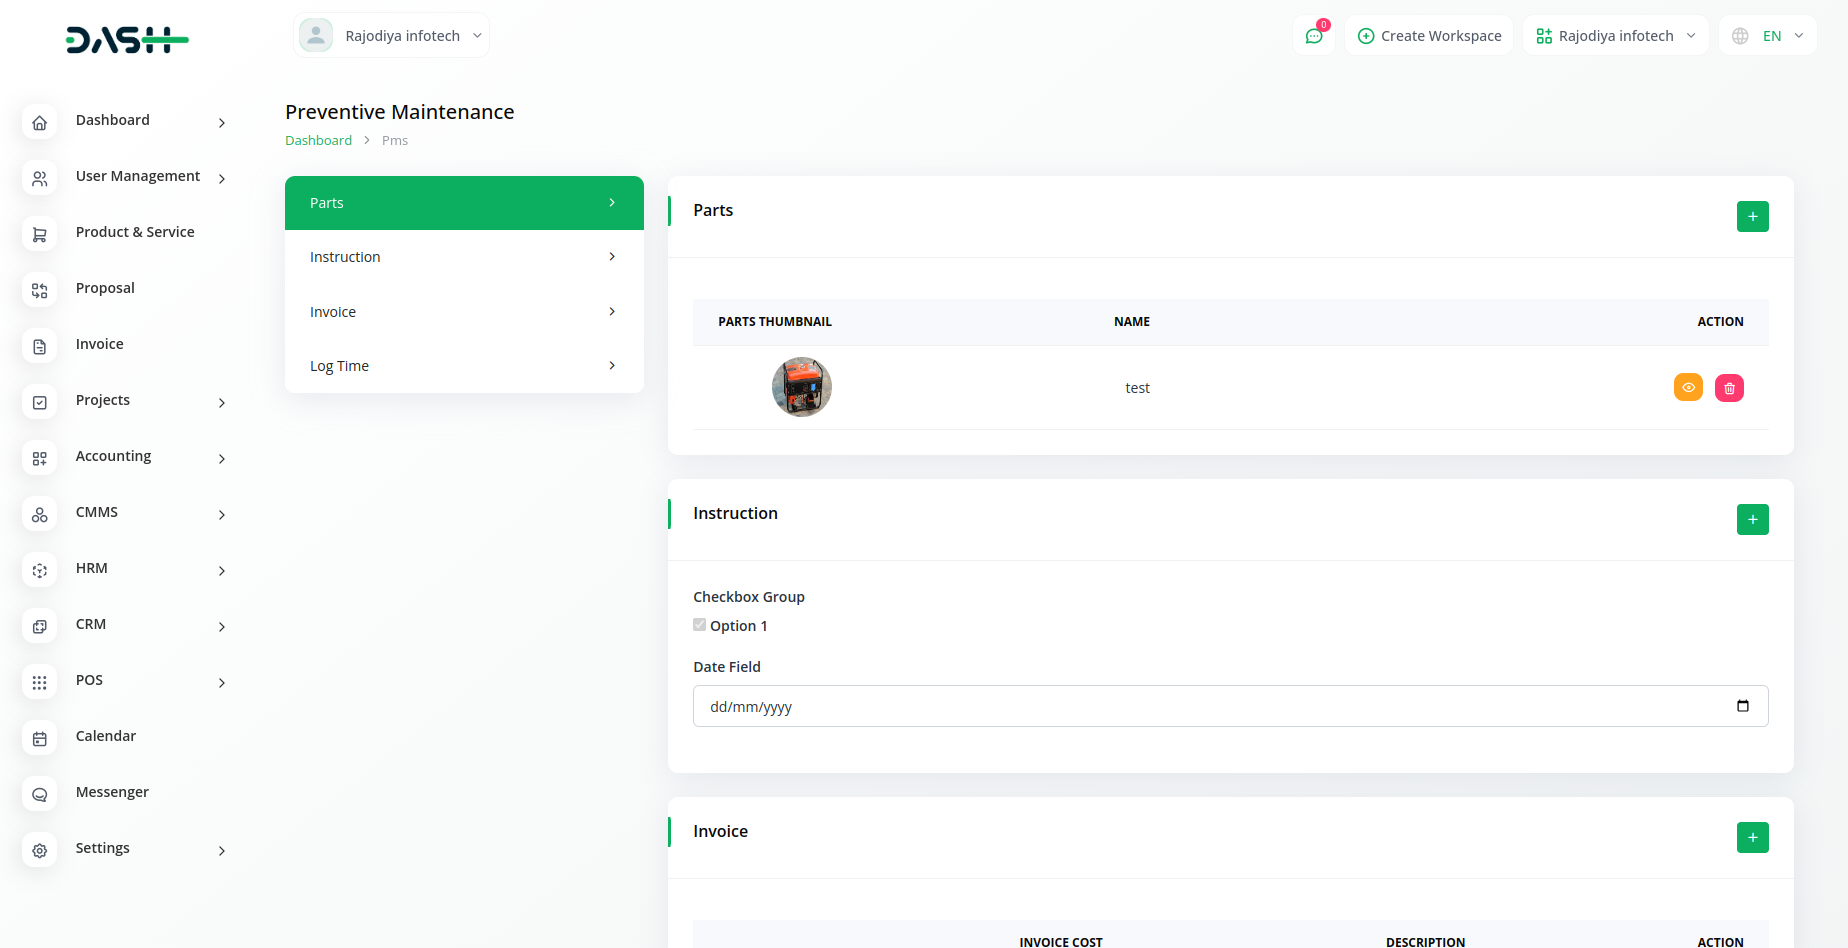 DASH
Rajodiya infotech
0
Create Workspace
Rajodiya infotech
EN
Dashboard
User Management
Product & Service
Proposal
Invoice
Projects
Accounting
CMMS
HRM
CRM
POS
Calendar
Messenger
Settings
Preventive Maintenance
Dashboard > Pms
Parts
Instruction
Invoice
Log Time
Parts
+
PARTS THUMBNAIL NAME ACTION
test
Instruction
+
Checkbox Group
Option 1
Date Field
dd/mm/yyyy
Invoice
+
INVOICE COST DESCRIPTION ACTION